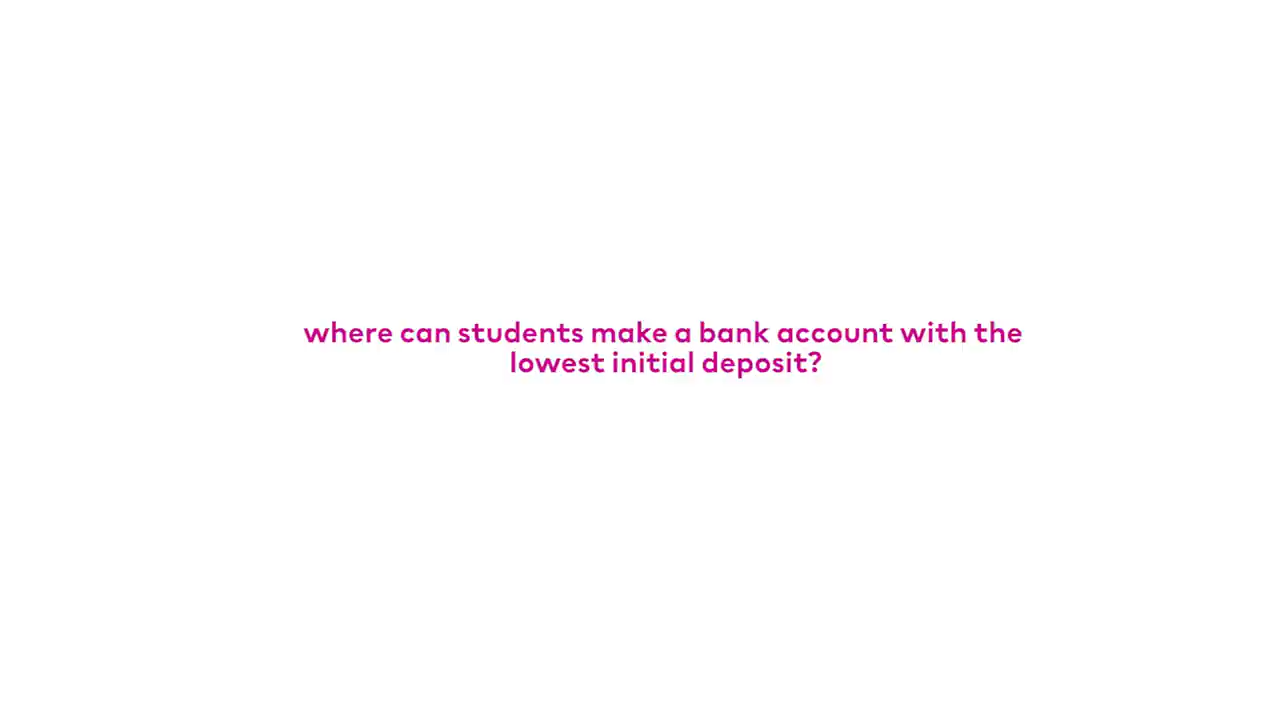 where can students make a bank account with the
lowest initial deposit?